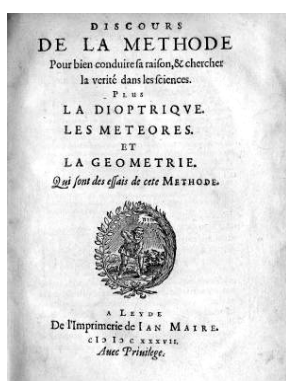 DISCOURS
DE LA METHODE
Pour bien conduire ſa raiſon, & chercher
la verité dans les ſciences.
PLUS
LA DIOPTRIQVE.
LES METEORES.
ET
LA GEOMETRIE.
Qui ſont des eſſais de cete METHODE.
A LEYDE
De l'Imprimerie de IAN MAIRE.
CIↃ IↃ C XXXVII.
Auec Priuilege.